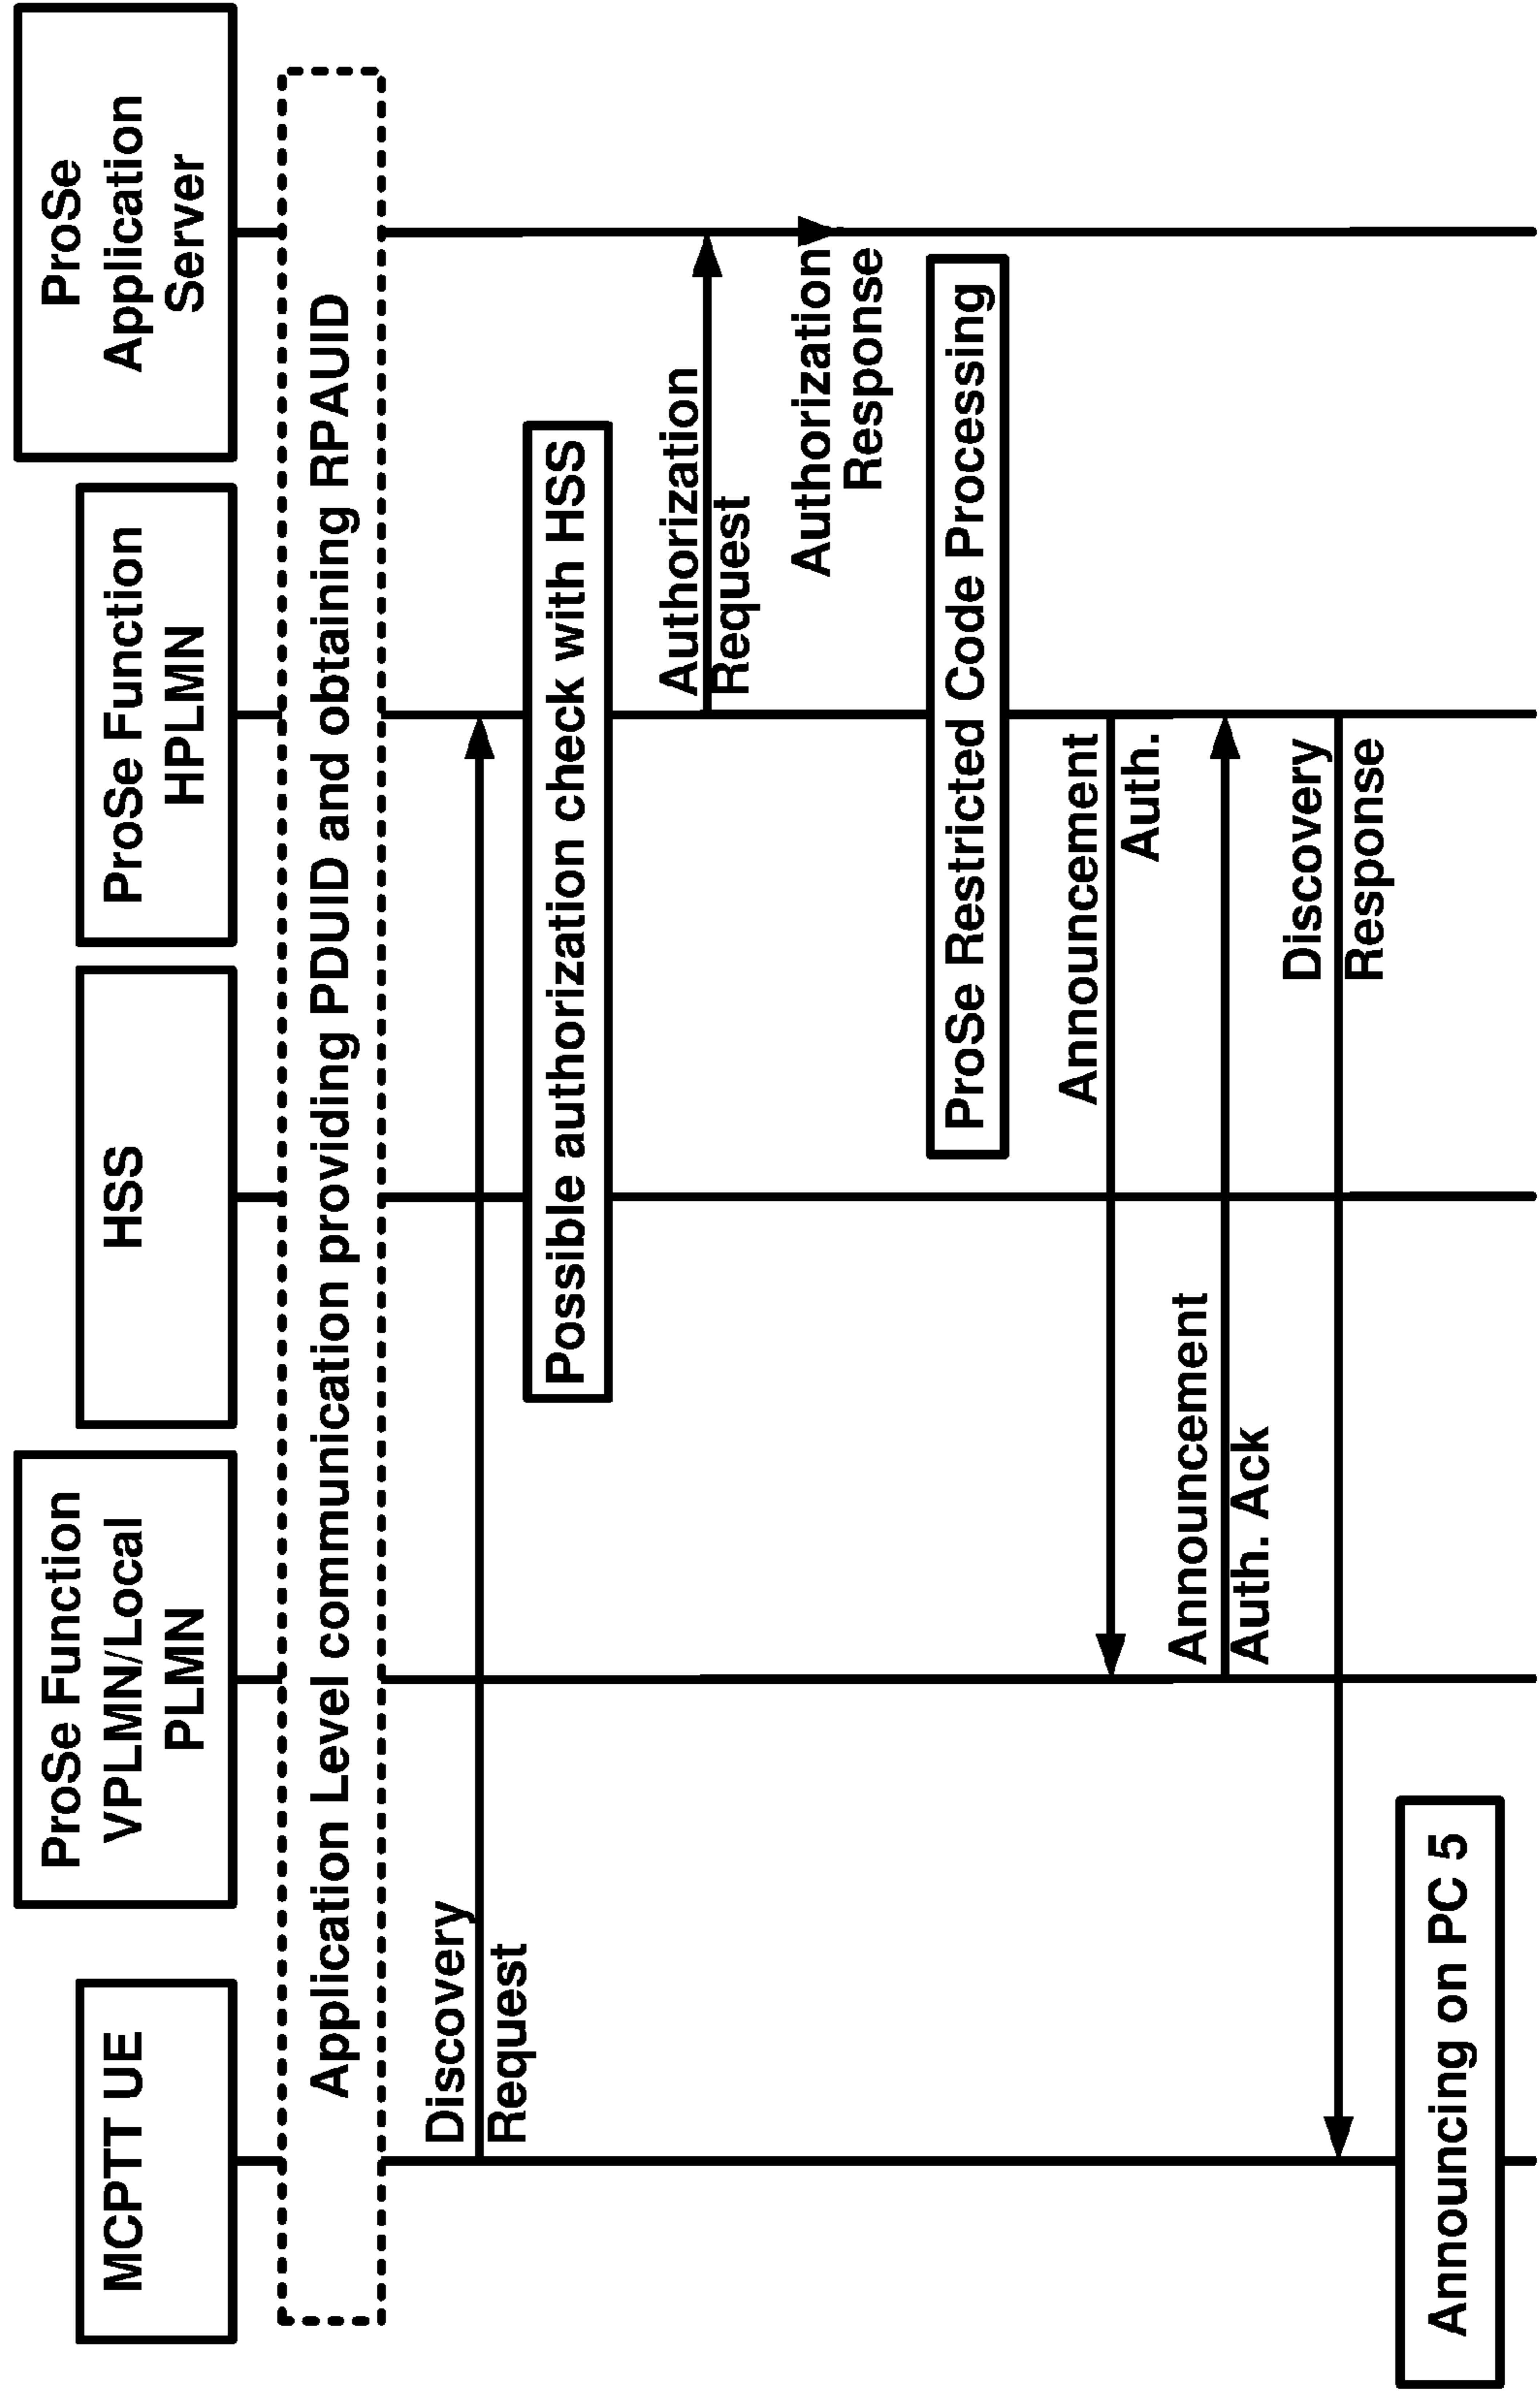 MCPTT UE
ProSe Function
VPLMN/Local
PLMN
HSS
ProSe Function
HPLMN
ProSe
Application
Server
Application Level communication providing PDUID and obtaining RPAUID
Discovery
Request
Possible authorization check with HSS
Authorization
Request
Authorization
Response
ProSe Restricted Code Processing
Announcement
Auth.
Announcement
Auth. Ack
Discovery
Response
Announcing on PC 5